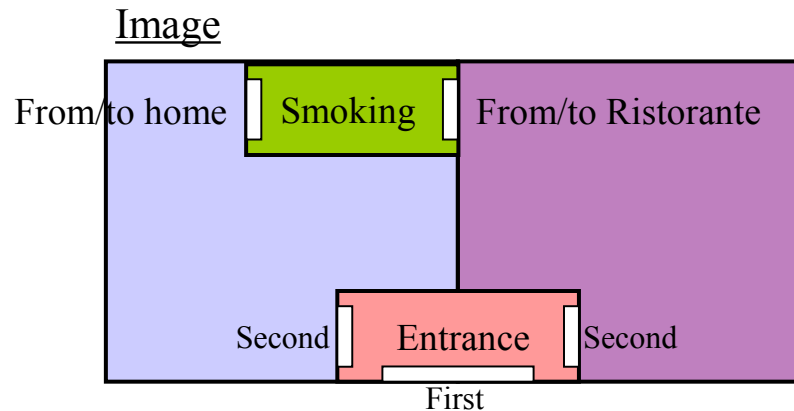 Image
From/to home
Smoking
From/to Ristorante
Second
Entrance
Second
First